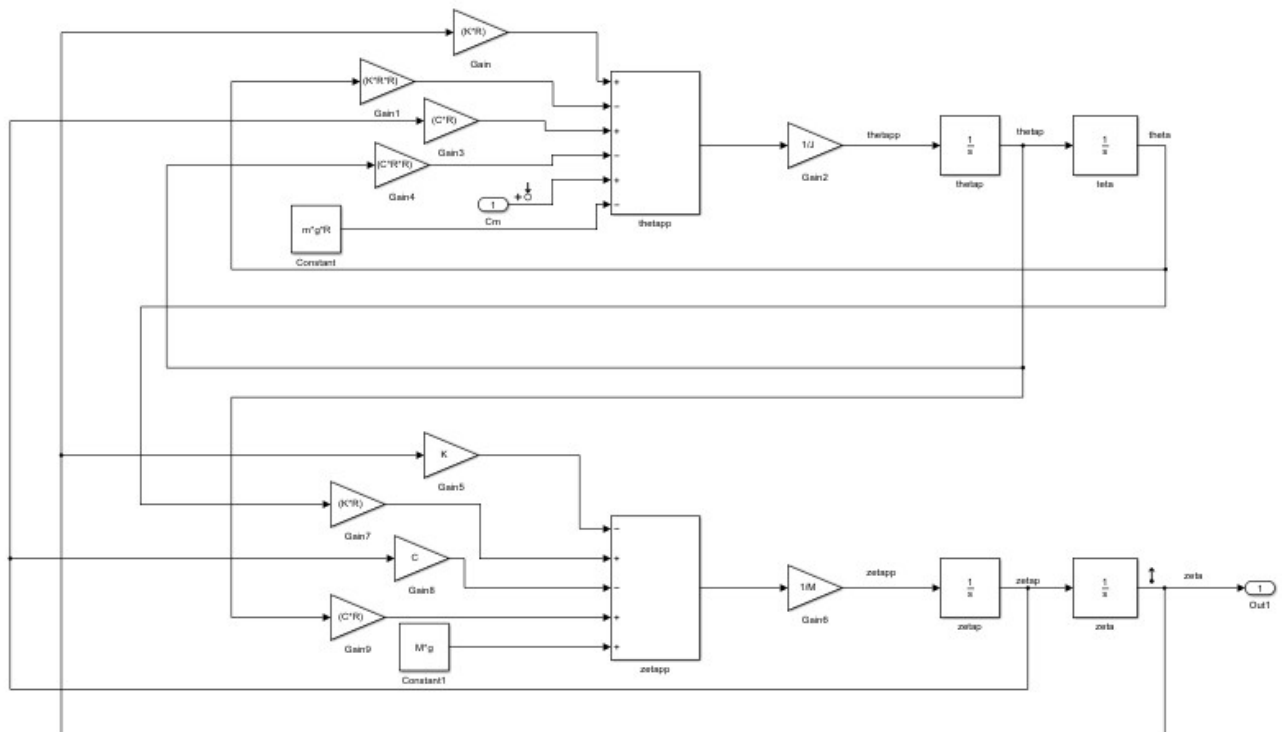 (K*R)
Gain
+
(K*R*R)
Gain1
−
(C*R)
Gain3
+
(C*R*R)
Gain4
−
1
Cm
+
+
m*g*R
Constant
−
thetapp
1/J
Gain2
thetapp
1
s
thetap
thetap
1
s
teta
theta
K
Gain5
−
(K*R)
Gain7
+
C
Gain8
−
(C*R)
Gain9
+
M*g
Constant1
+
zetapp
1/M
Gain6
zetapp
1
s
zetap
zetap
1
s
zeta
zeta
1
Out1